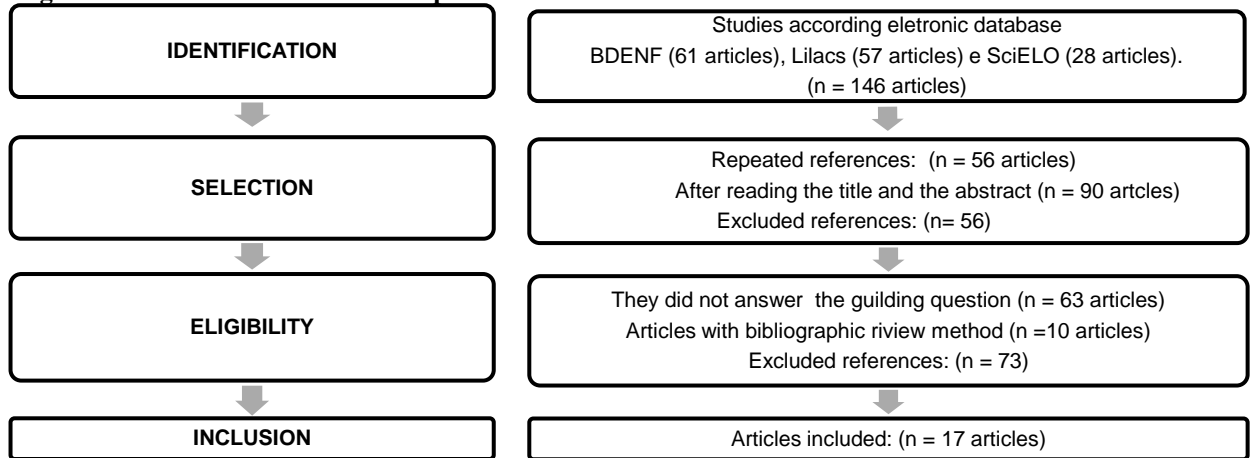 IDENTIFICATION
Studies according eletronic database
BDENF (61 articles), Lilacs (57 articles) e SciELO (28 articles).
(n = 146 articles)
SELECTION
Repeated references: (n = 56 articles)
After reading the title and the abstract (n = 90 artcles)
Excluded references: (n= 56)
ELIGIBILITY
They did not answer the guilding question (n = 63 articles)
Articles with bibliographic riview method (n =10 articles)
Excluded references: (n = 73)
INCLUSION
Articles included: (n = 17 articles)